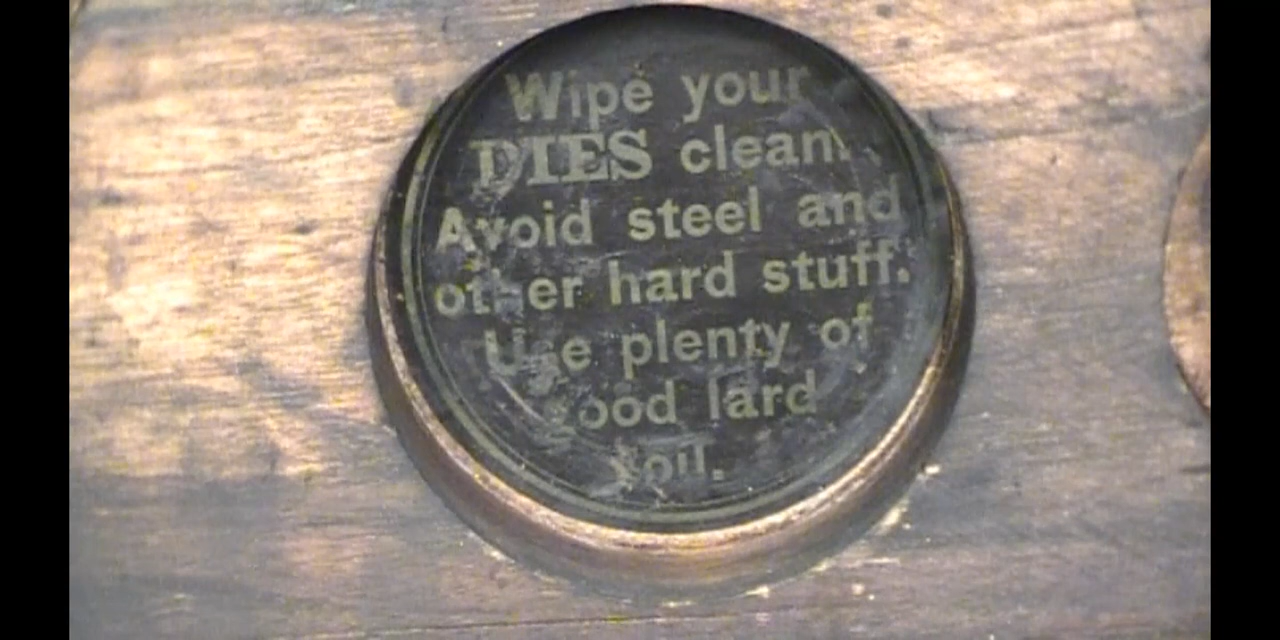 Wipe your
DIES clean.
Avoid steel and
other hard stuff.
Use plenty of
good lard
oil.